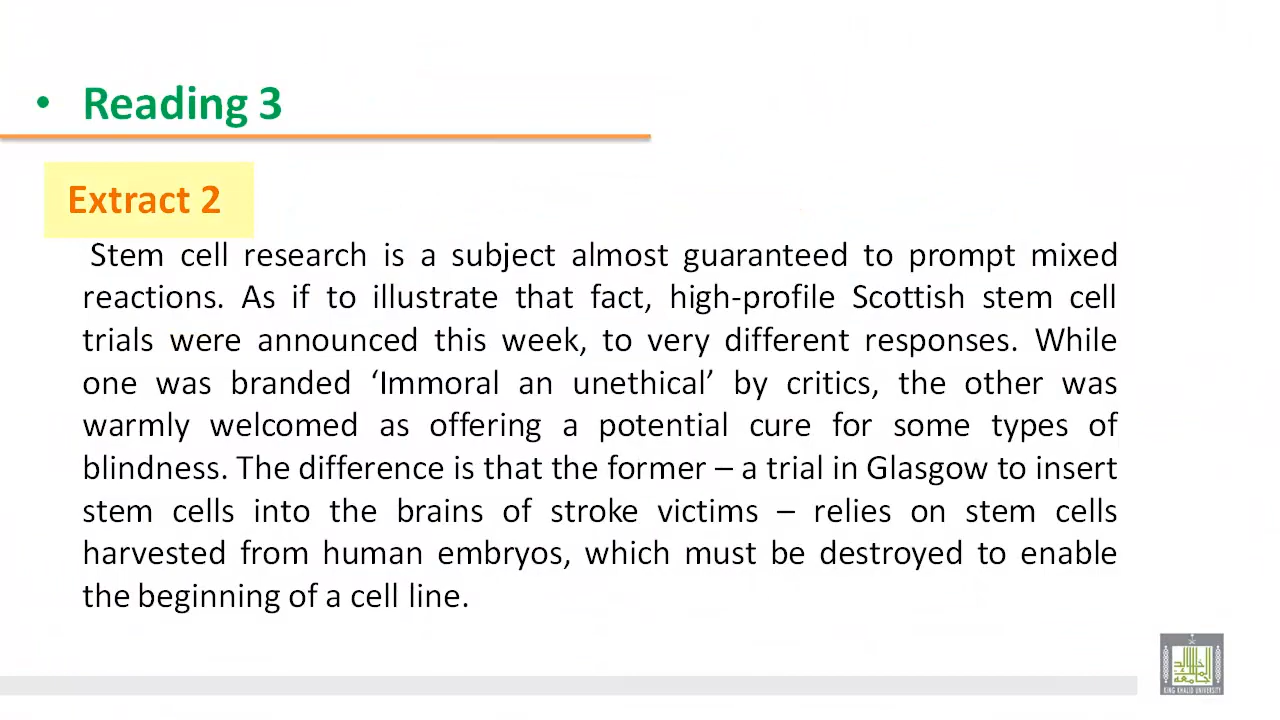 • Reading 3
Extract 2
Stem cell research is a subject almost guaranteed to prompt mixed
reactions. As if to illustrate that fact, high-profile Scottish stem cell
trials were announced this week, to very different responses. While
one was branded ‘Immoral an unethical’ by critics, the other was
warmly welcomed as offering a potential cure for some types of
blindness. The difference is that the former – a trial in Glasgow to insert
stem cells into the brains of stroke victims – relies on stem cells
harvested from human embryos, which must be destroyed to enable
the beginning of a cell line.
KING KHALID UNIVERSITY